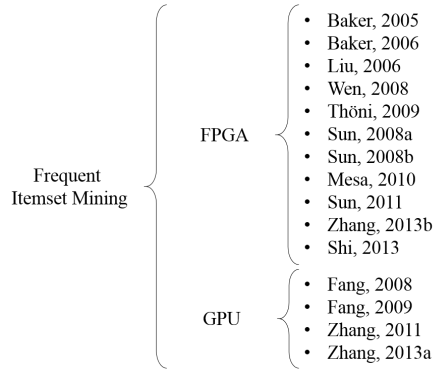 Frequent
Itemset Mining
FPGA
• Baker, 2005
• Baker, 2006
• Liu, 2006
• Wen, 2008
• Thöni, 2009
• Sun, 2008a
• Sun, 2008b
• Mesa, 2010
• Sun, 2011
• Zhang, 2013b
• Shi, 2013
GPU
• Fang, 2008
• Fang, 2009
• Zhang, 2011
• Zhang, 2013a